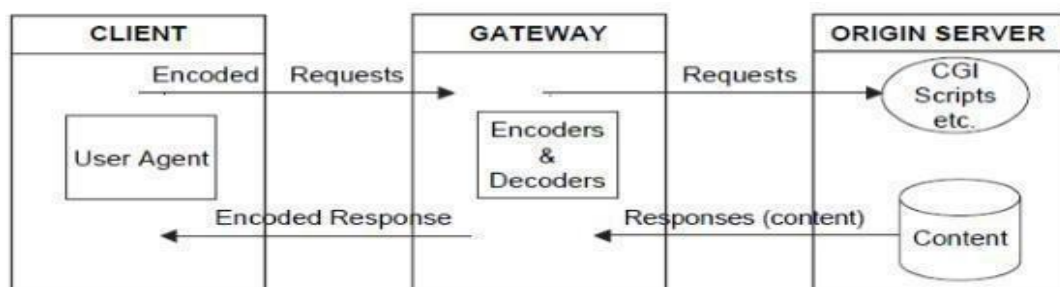 CLIENT
GATEWAY
ORIGIN SERVER
Encoded Requests
Requests
CGI
Scripts
etc.
User Agent
Encoders
&
Decoders
Encoded Response
Responses (content)
Content